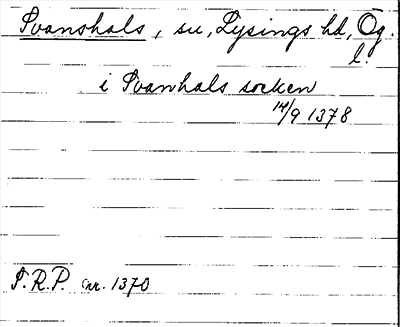 Svanshals, sn, Lysings hd, Ög.
l.
i Svanhals socken
14/9 1378
S.R.P. nr. 1370